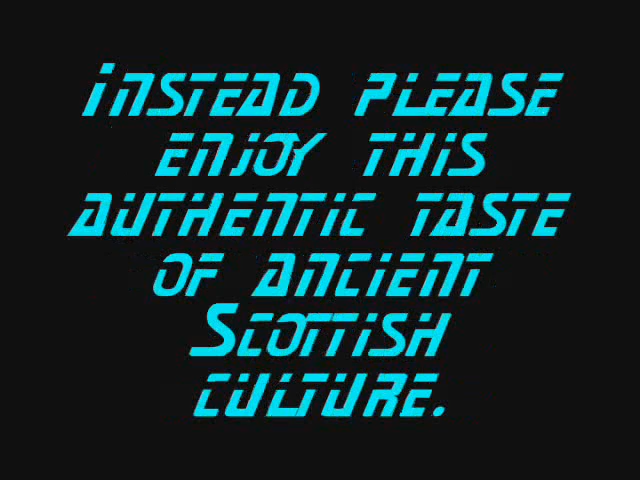 Instead please
enjoy this
authentic taste
of ancient
Scottish
culture.